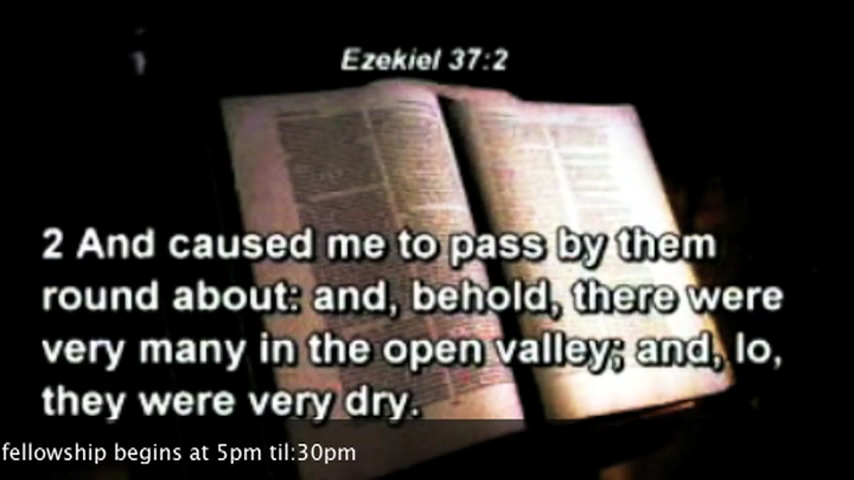 Ezekiel 37:2
2 And caused me to pass by them
round about: and, behold, there were
very many in the open valley; and, lo,
they were very dry.
fellowship begins at 5pm til:30pm